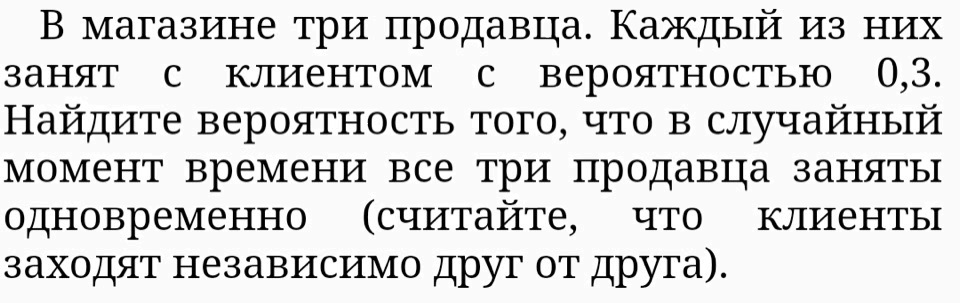 В магазине три продавца. Каждый из них
занят с клиентом с вероятностью 0,3.
Найдите вероятность того, что в случайный
момент времени все три продавца заняты
одновременно (считайте, что клиенты
заходят независимо друг от друга).